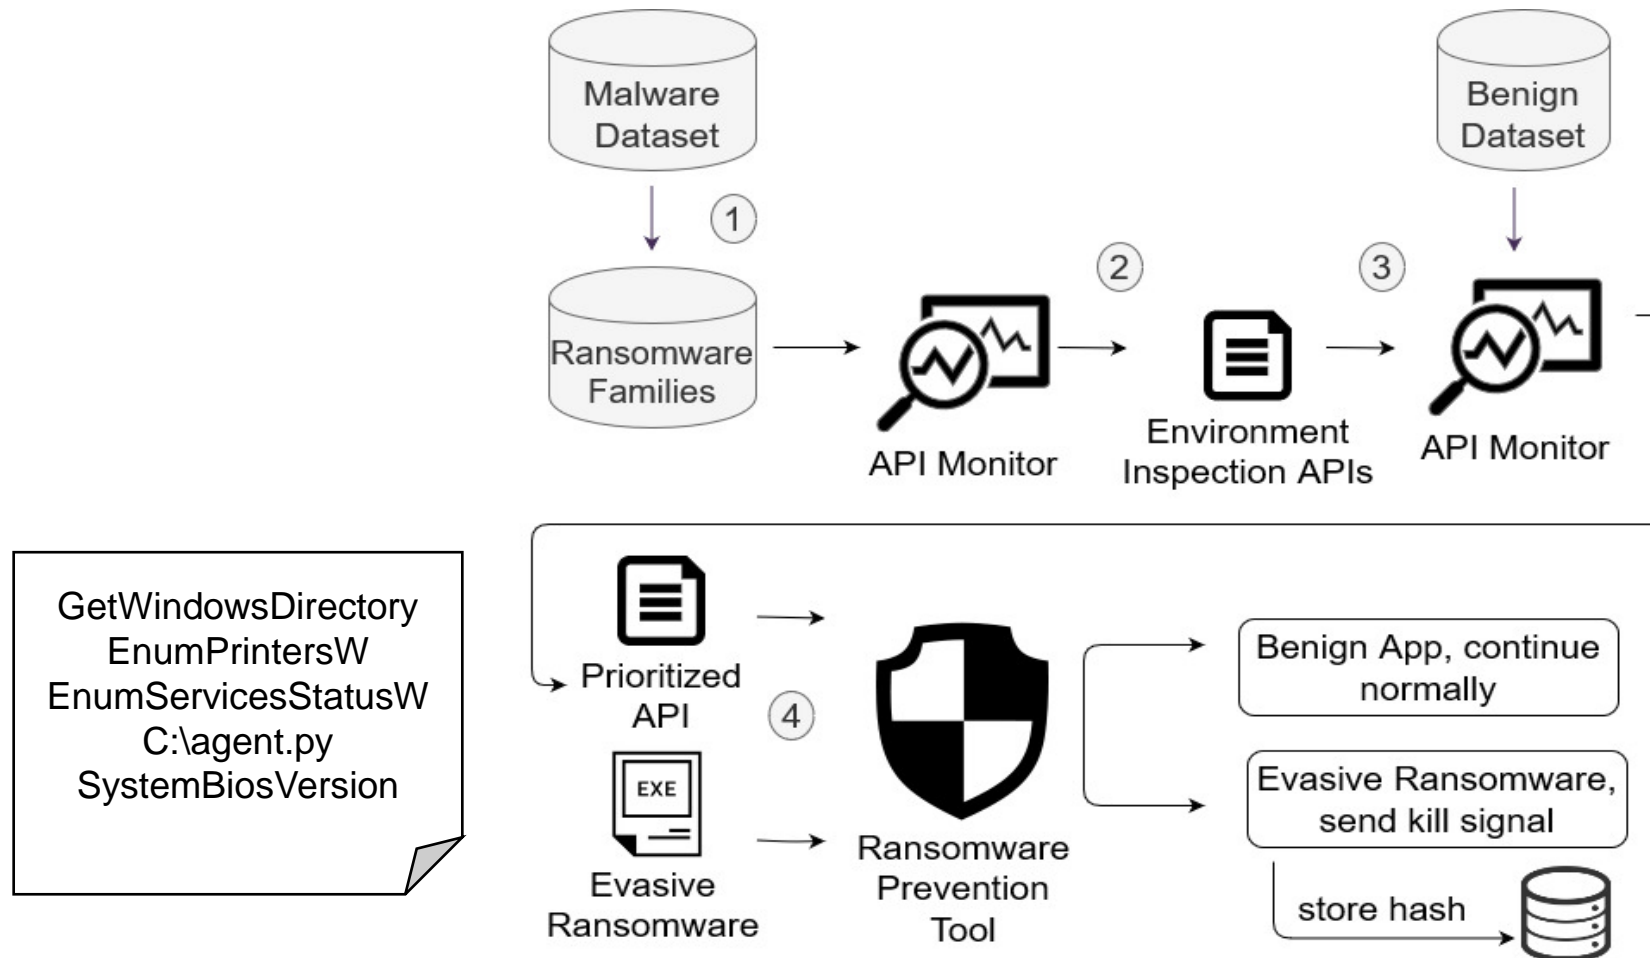 Malware
Dataset
Benign
Dataset
1
2
3
Ransomware
Families
API Monitor
Environment
Inspection APIs
API Monitor
GetWindowsDirectory
EnumPrintersW
EnumServicesStatusW
C:\agent.py
SystemBiosVersion
Prioritized
API
4
EXE
Evasive
Ransomware
Ransomware
Prevention
Tool
Benign App, continue
normally
Evasive Ransomware,
send kill signal
store hash